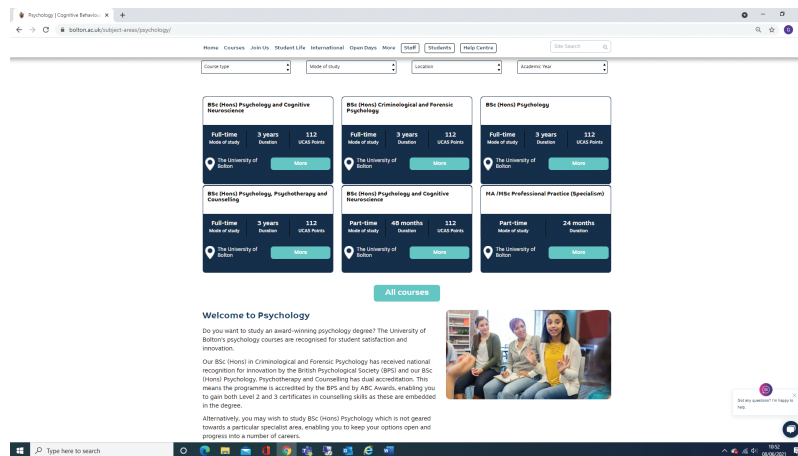 Psychology | Cognitive Behaviou
bolton.ac.uk/subject-areas/psychology/
Home Courses Join Us Student Life International Open Days More Staff Students Help Centre Site Search
Course type Mode of study Location Academic Year
BSc (Hons) Psychology and Cognitive
Neuroscience
Full-time 3 years 112
Mode of study Duration UCAS Points
The University of
Bolton
More
BSc (Hons) Criminological and Forensic
Psychology
Full-time 3 years 112
Mode of study Duration UCAS Points
The University of
Bolton
More
BSc (Hons) Psychology
Full-time 3 years 112
Mode of study Duration UCAS Points
The University of
Bolton
More
BSc (Hons) Psychology, Psychotherapy and
Counselling
Full-time 3 years 112
Mode of study Duration UCAS Points
The University of
Bolton
More
BSc (Hons) Psychology and Cognitive
Neuroscience
Part-time 48 months 112
Mode of study Duration UCAS Points
The University of
Bolton
More
MA /MSc Professional Practice (Specialism)
Part-time 24 months
Mode of study Duration
The University of
Bolton
More
All courses
Welcome to Psychology
Do you want to study an award-winning psychology degree? The University of
Bolton's psychology courses are recognised for student satisfaction and
innovation.
Our BSc (Hons) in Criminological and Forensic Psychology has received national
recognition for innovation by the British Psychological Society (BPS) and our BSc
(Hons) Psychology, Psychotherapy and Counselling has dual accreditation. This
means the programme is accredited by the BPS and by ABC Awards, enabling you
to gain both Level 2 and 3 certificates in counselling skills as these are embedded
in the degree.
Alternatively, you may wish to study BSc (Hons) Psychology which is not geared
towards a particular specialist area, enabling you to keep your options open and
progress into a number of careers.
Got any questions? I'm happy to
help.
Type here to search
10:52
08/06/2021